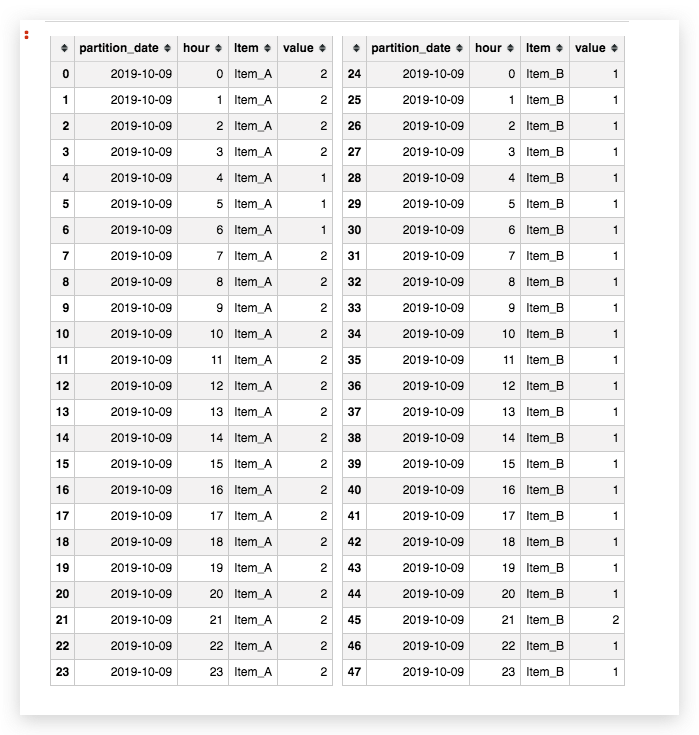 partition_date hour Item value partition_date hour Item value
0 2019-10-09 0 Item_A 2 24 2019-10-09 0 Item_B 1
1 2019-10-09 1 Item_A 2 25 2019-10-09 1 Item_B 1
2 2019-10-09 2 Item_A 2 26 2019-10-09 2 Item_B 1
3 2019-10-09 3 Item_A 2 27 2019-10-09 3 Item_B 1
4 2019-10-09 4 Item_A 1 28 2019-10-09 4 Item_B 1
5 2019-10-09 5 Item_A 1 29 2019-10-09 5 Item_B 1
6 2019-10-09 6 Item_A 1 30 2019-10-09 6 Item_B 1
7 2019-10-09 7 Item_A 2 31 2019-10-09 7 Item_B 1
8 2019-10-09 8 Item_A 2 32 2019-10-09 8 Item_B 1
9 2019-10-09 9 Item_A 2 33 2019-10-09 9 Item_B 1
10 2019-10-09 10 Item_A 2 34 2019-10-09 10 Item_B 1
11 2019-10-09 11 Item_A 2 35 2019-10-09 11 Item_B 1
12 2019-10-09 12 Item_A 2 36 2019-10-09 12 Item_B 1
13 2019-10-09 13 Item_A 2 37 2019-10-09 13 Item_B 1
14 2019-10-09 14 Item_A 2 38 2019-10-09 14 Item_B 1
15 2019-10-09 15 Item_A 2 39 2019-10-09 15 Item_B 1
16 2019-10-09 16 Item_A 2 40 2019-10-09 16 Item_B 1
17 2019-10-09 17 Item_A 2 41 2019-10-09 17 Item_B 1
18 2019-10-09 18 Item_A 2 42 2019-10-09 18 Item_B 1
19 2019-10-09 19 Item_A 2 43 2019-10-09 19 Item_B 1
20 2019-10-09 20 Item_A 2 44 2019-10-09 20 Item_B 1
21 2019-10-09 21 Item_A 2 45 2019-10-09 21 Item_B 2
22 2019-10-09 22 Item_A 2 46 2019-10-09 22 Item_B 1
23 2019-10-09 23 Item_A 2 47 2019-10-09 23 Item_B 1